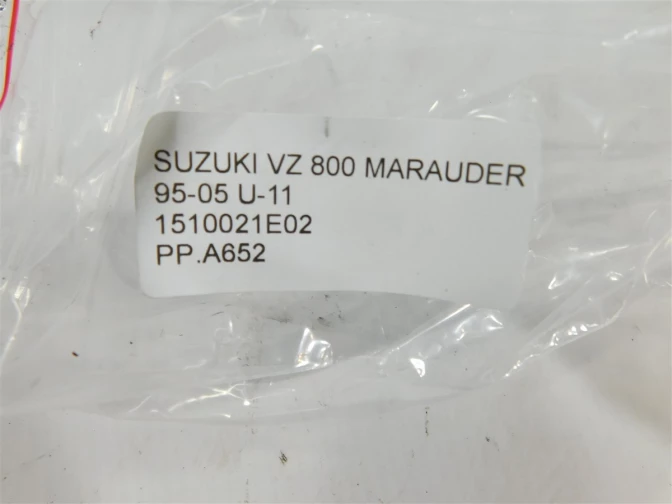 SUZUKI VZ 800 MARAUDER
95-05 U-11
1510021E02
PP.A652